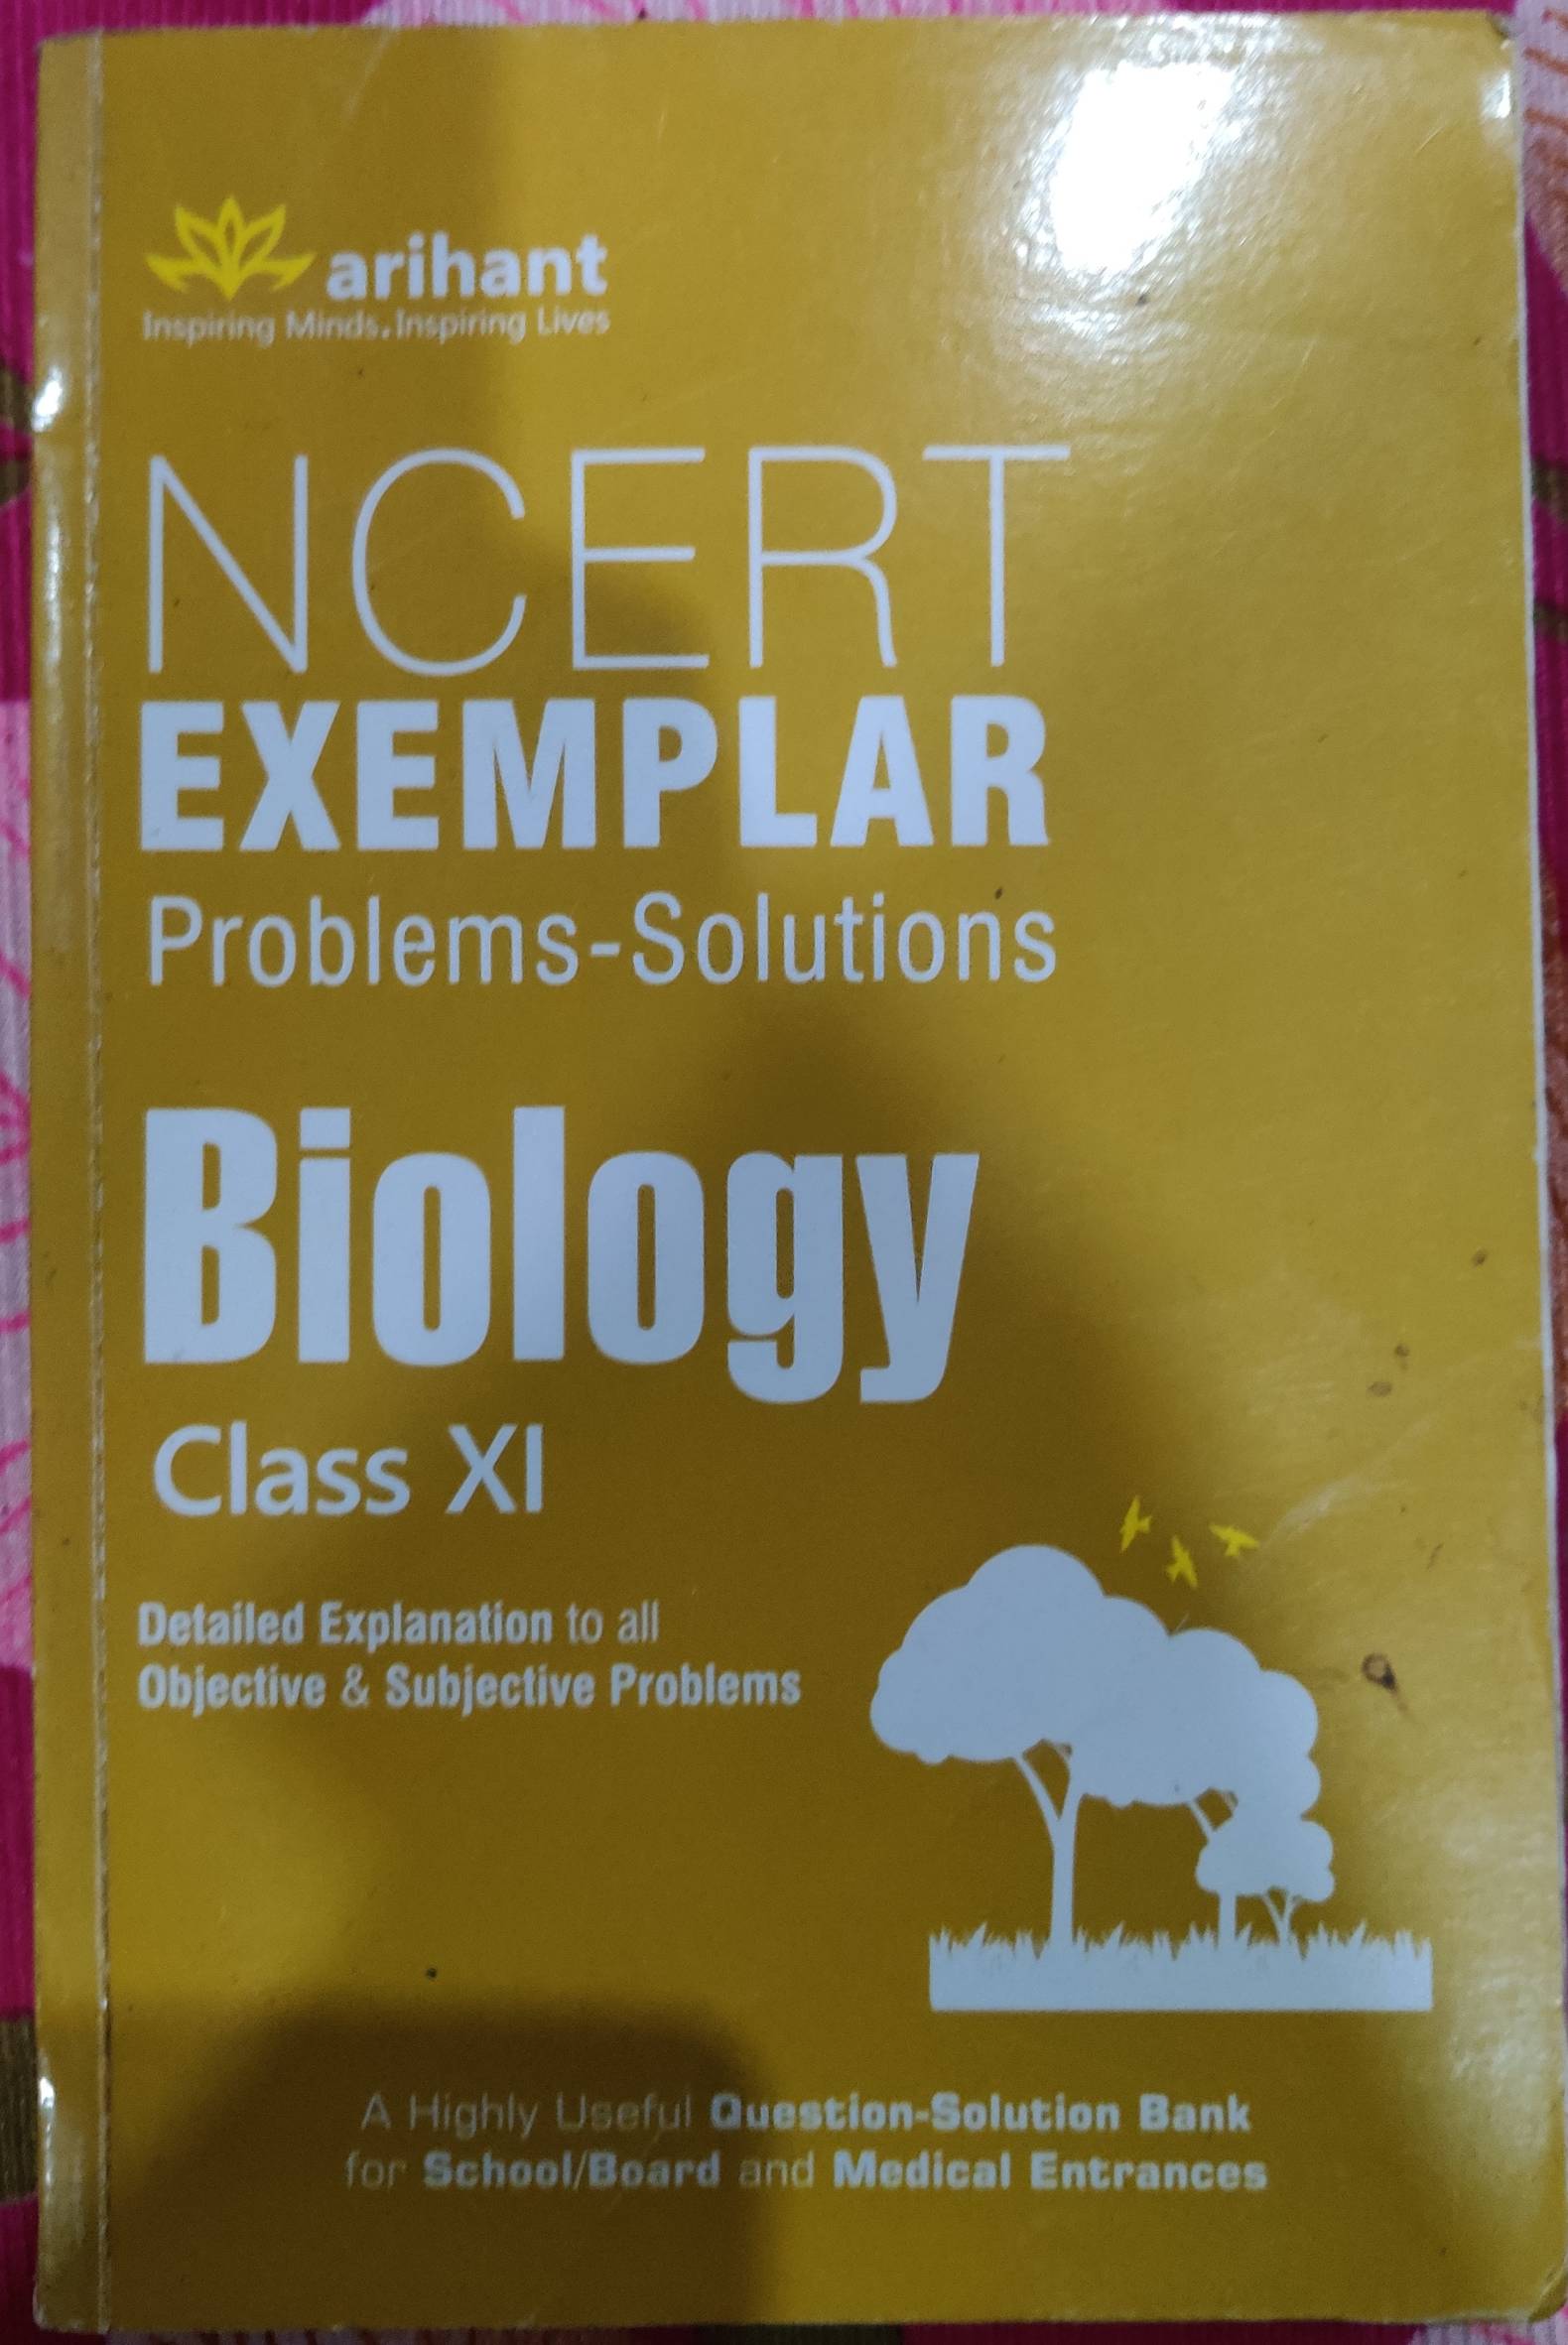 arihant
Inspiring Minds.Inspiring Lives
NCERT
EXEMPLAR
Problems-Solutions
Biology
Class XI
Detailed Explanation to all
Objective & Subjective Problems
A Highly Useful Question-Solution Bank
for School/Board and Medical Entrances